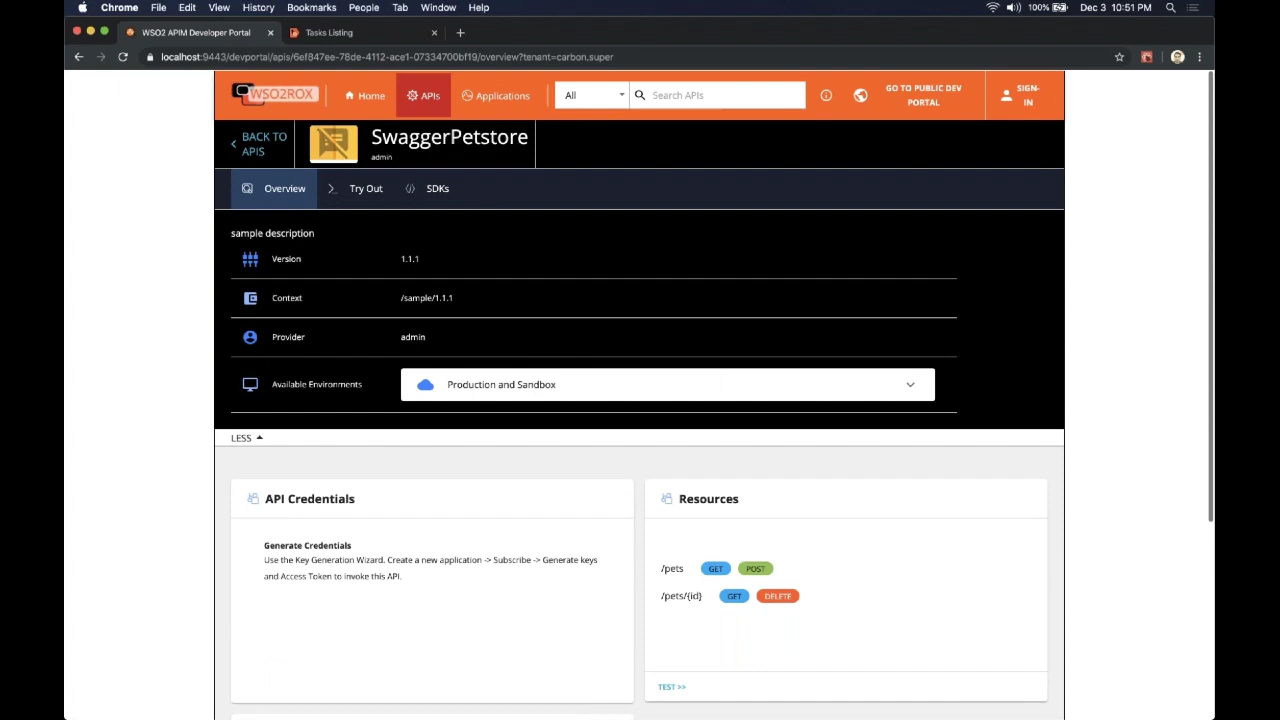 Chrome File Edit View History Bookmarks People Tab Window Help 100% Dec 3 10:51 PM
WSO2 APIM Developer Portal Tasks Listing
localhost:9443/devportal/apis/6ef847ee-78de-4112-ace1-07334700bf19/overview?tenant=carbon.super
WSO2ROX Home APIs Applications All Search APIs GO TO PUBLIC DEV PORTAL SIGN-IN
BACK TO APIS
SwaggerPetstore
admin
Overview Try Out SDKs
sample description
Version 1.1.1
Context /sample/1.1.1
Provider admin
Available Environments Production and Sandbox
LESS
API Credentials
Generate Credentials
Use the Key Generation Wizard. Create a new application -> Subscribe -> Generate keys
and Access Token to invoke this API.
Resources
/pets GET POST
/pets/{id} GET DELETE
TEST >>